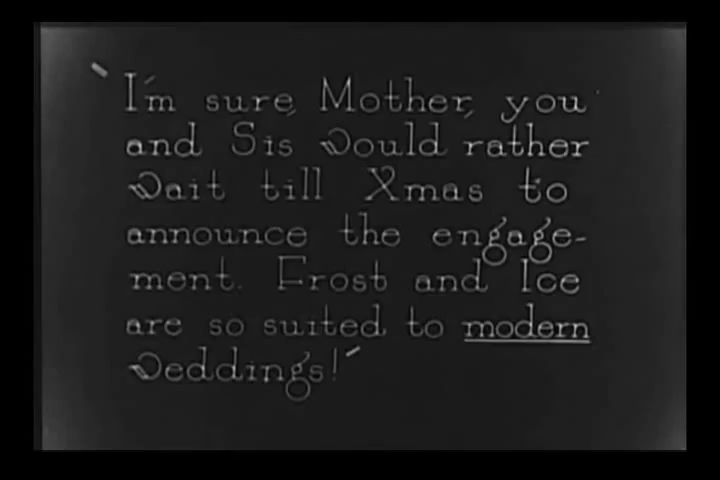 "I'm sure, Mother, you
and Sis would rather
wait till Xmas to
announce the engage-
ment. Frost and Ice
are so suited to modern
weddings!"